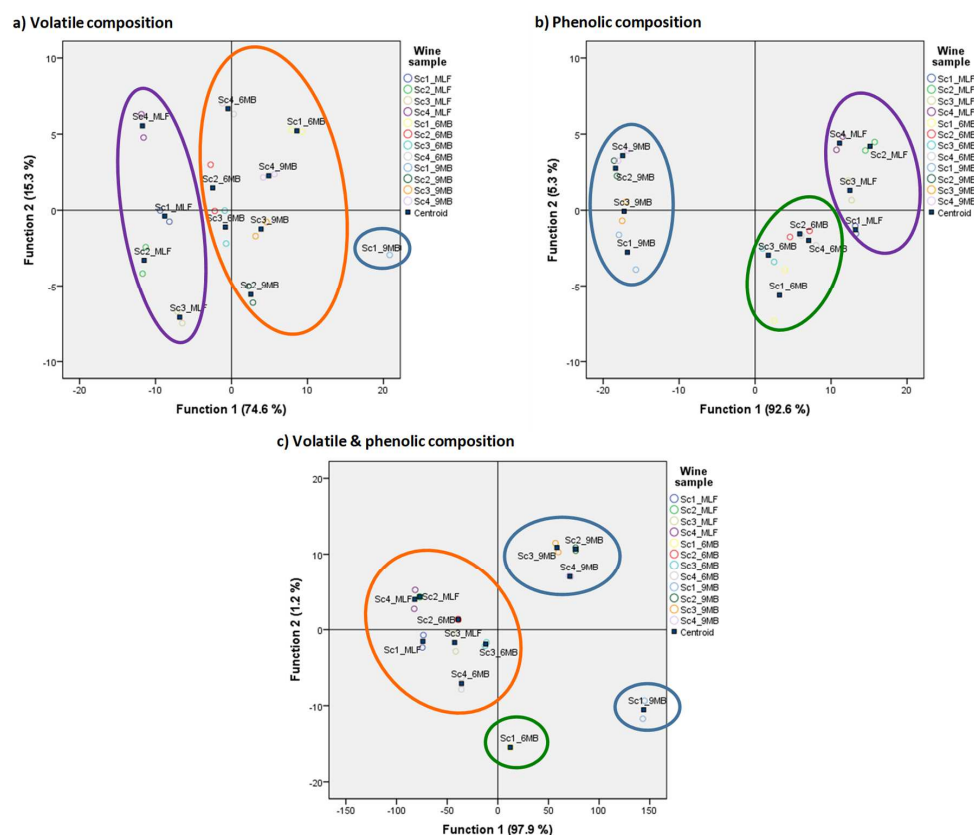 a) Volatile composition
Wine
sample
Sc1_MLF
Sc2_MLF
Sc3_MLF
Sc4_MLF
Sc1_6MB
Sc2_6MB
Sc3_6MB
Sc4_6MB
Sc1_9MB
Sc2_9MB
Sc3_9MB
Sc4_9MB
Centroid
10
5
0
-5
-10
Function 2 (15.3 %)
Sc4_6MB
Sc4_MLF
Sc1_6MB
Sc4_9MB
Sc2_6MB
Sc1_MLF
Sc3_6MB
Sc3_9MB
Sc1_9MB
Sc2_MLF
Sc2_9MB
Sc3_MLF
-20
-10
0
10
20
Function 1 (74.6 %)
b) Phenolic composition
Wine
sample
Sc1_MLF
Sc2_MLF
Sc3_MLF
Sc4_MLF
Sc1_6MB
Sc2_6MB
Sc3_6MB
Sc4_6MB
Sc1_9MB
Sc2_9MB
Sc3_9MB
Sc4_9MB
Centroid
10
5
0
-5
-10
Function 2 (5.3 %)
Sc4_9MB
Sc4_MLF
Sc2_MLF
Sc2_9MB
Sc3_MLF
Sc3_9MB
Sc2_6MB
Sc1_MLF
Sc1_9MB
Sc3_6MB
Sc4_6MB
Sc1_6MB
-20
-10
0
10
20
Function 1 (92.6 %)
c) Volatile & phenolic composition
Wine
sample
Sc1_MLF
Sc2_MLF
Sc3_MLF
Sc4_MLF
Sc1_6MB
Sc2_6MB
Sc3_6MB
Sc4_6MB
Sc1_9MB
Sc2_9MB
Sc3_9MB
Sc4_9MB
Centroid
20
10
0
-10
-20
Function 2 (1.2 %)
Sc2_9MB
Sc3_9MB
Sc4_9MB
Sc4_MLF
Sc2_MLF
Sc2_6MB
Sc3_MLF
Sc1_MLF
Sc3_6MB
Sc4_6MB
Sc1_9MB
Sc1_6MB
-150
-100
-50
0
50
100
150
Function 1 (97.9 %)